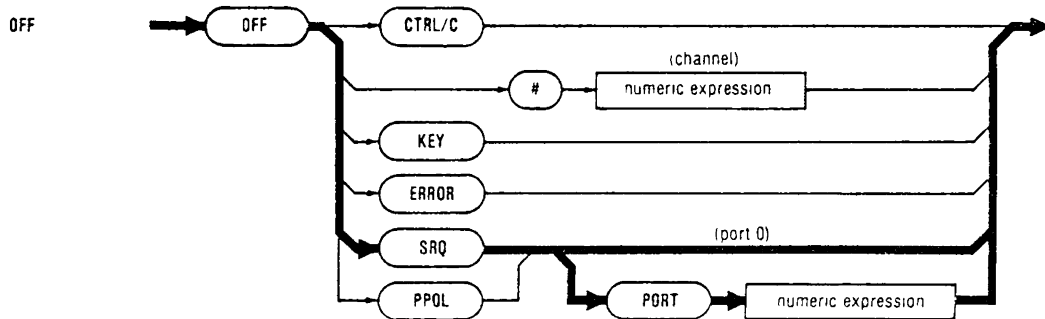 OFF
OFF
CTRL/C
(channel)
# numeric expression
KEY
ERROR
SRQ
(port 0)
PPOL
PORT numeric expression